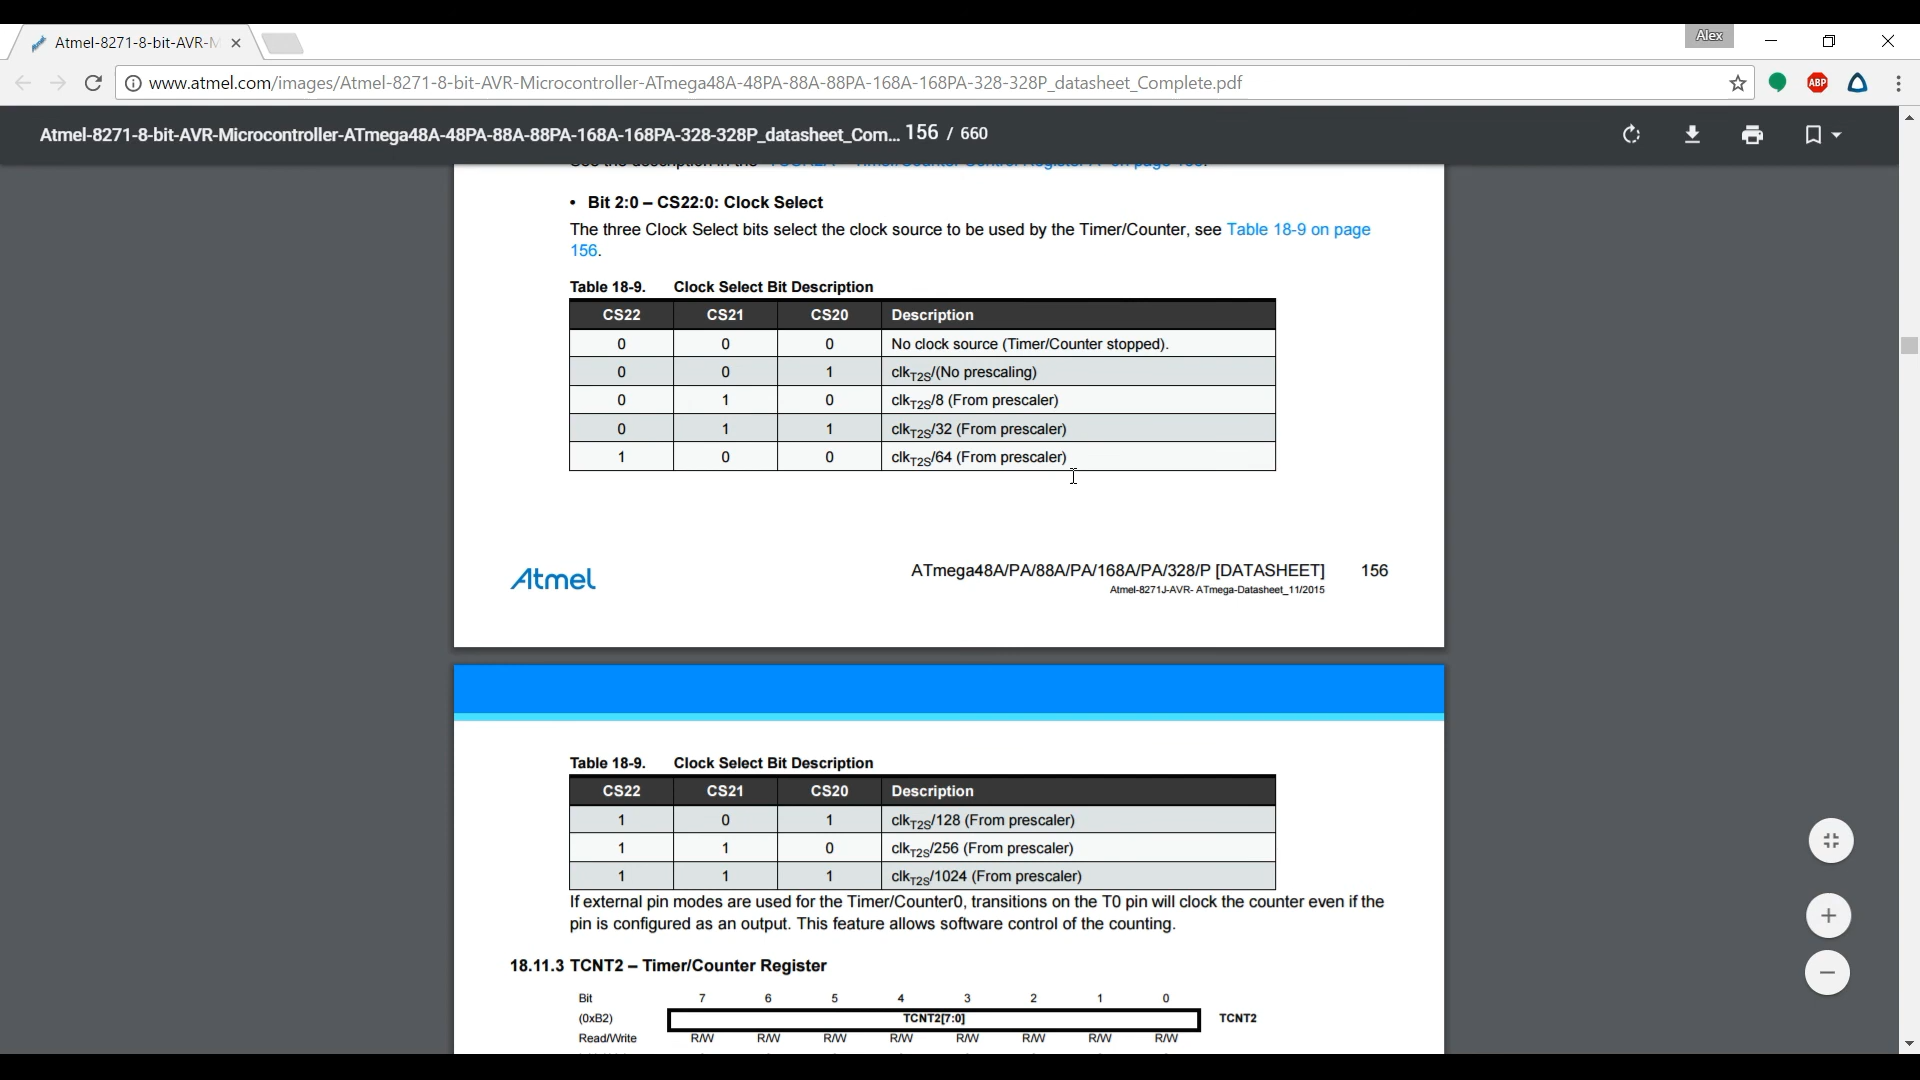 Atmel-8271-8-bit-AVR-M
Alex
www.atmel.com/images/Atmel-8271-8-bit-AVR-Microcontroller-ATmega48A-48PA-88A-88PA-168A-168PA-328-328P_datasheet_Complete.pdf
ABP
Atmel-8271-8-bit-AVR-Microcontroller-ATmega48A-48PA-88A-88PA-168A-168PA-328-328P_datasheet_Com... 156 / 660
• Bit 2:0 – CS22:0: Clock Select
The three Clock Select bits select the clock source to be used by the Timer/Counter, see Table 18-9 on page
156.
Table 18-9. Clock Select Bit Description
CS22 CS21 CS20 Description
0 0 0 No clock source (Timer/Counter stopped).
0 0 1 clkT2S/(No prescaling)
0 1 0 clkT2S/8 (From prescaler)
0 1 1 clkT2S/32 (From prescaler)
1 0 0 clkT2S/64 (From prescaler)
Atmel
ATmega48A/PA/88A/PA/168A/PA/328/P [DATASHEET] 156
Atmel-8271J-AVR- ATmega-Datasheet_11/2015
Table 18-9. Clock Select Bit Description
CS22 CS21 CS20 Description
1 0 1 clkT2S/128 (From prescaler)
1 1 0 clkT2S/256 (From prescaler)
1 1 1 clkT2S/1024 (From prescaler)
If external pin modes are used for the Timer/Counter0, transitions on the T0 pin will clock the counter even if the
pin is configured as an output. This feature allows software control of the counting.
18.11.3 TCNT2 – Timer/Counter Register
Bit 7 6 5 4 3 2 1 0
(0xB2) TCNT2[7:0] TCNT2
Read/Write R/W R/W R/W R/W R/W R/W R/W R/W